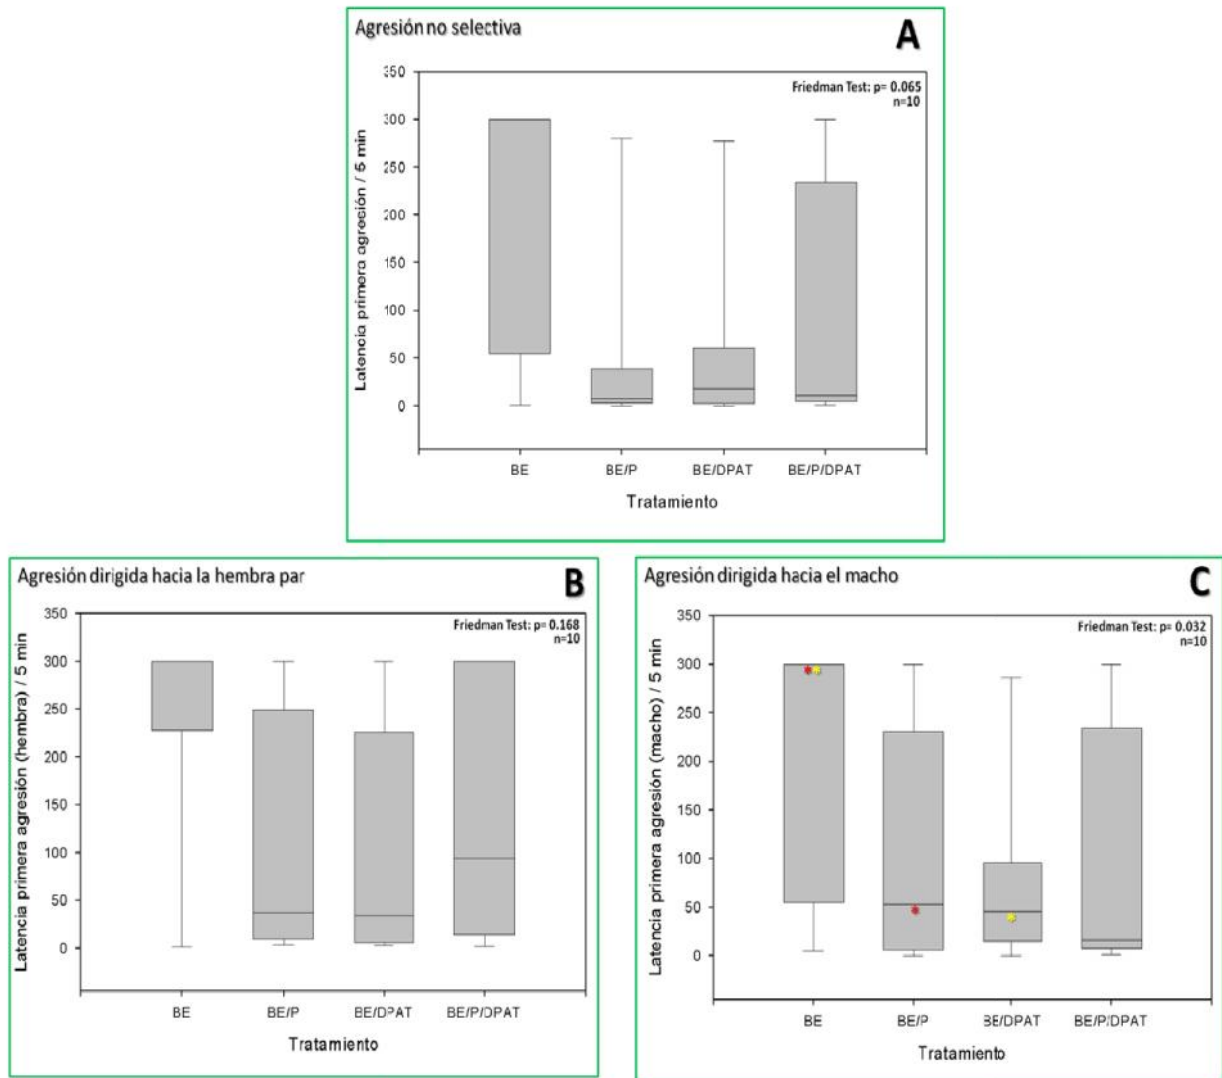 Agresión no selectiva
A
Friedman Test: p= 0.065
n=10
350
300
250
200
150
100
50
0
Latencia primera agresión / 5 min
BE BE/P BE/DPAT BE/P/DPAT
Tratamiento
Agresión dirigida hacia la hembra par
B
Friedman Test: p= 0.168
n=10
350
300
250
200
150
100
50
0
Latencia primera agresión (hembra) / 5 min
BE BE/P BE/DPAT BE/P/DPAT
Tratamiento
Agresión dirigida hacia el macho
C
Friedman Test: p= 0.032
n=10
350
300
250
200
150
100
50
0
Latencia primera agresión (macho) / 5 min
BE BE/P BE/DPAT BE/P/DPAT
Tratamiento